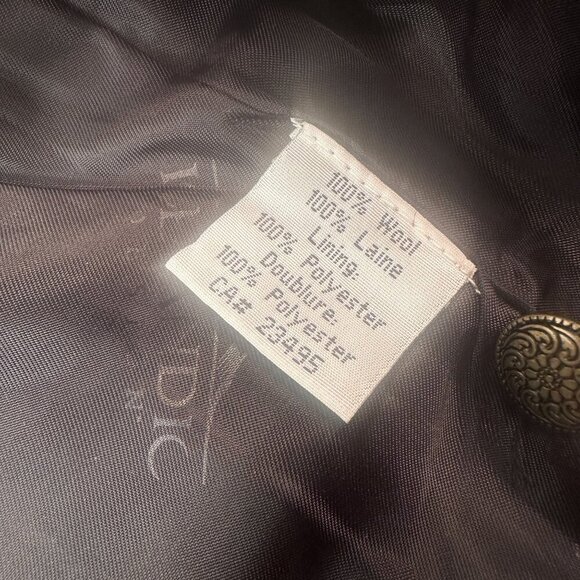 100% Wool
100% Laine
Lining:
100% Polyester
Doublure:
100% Polyester
CA# 23495